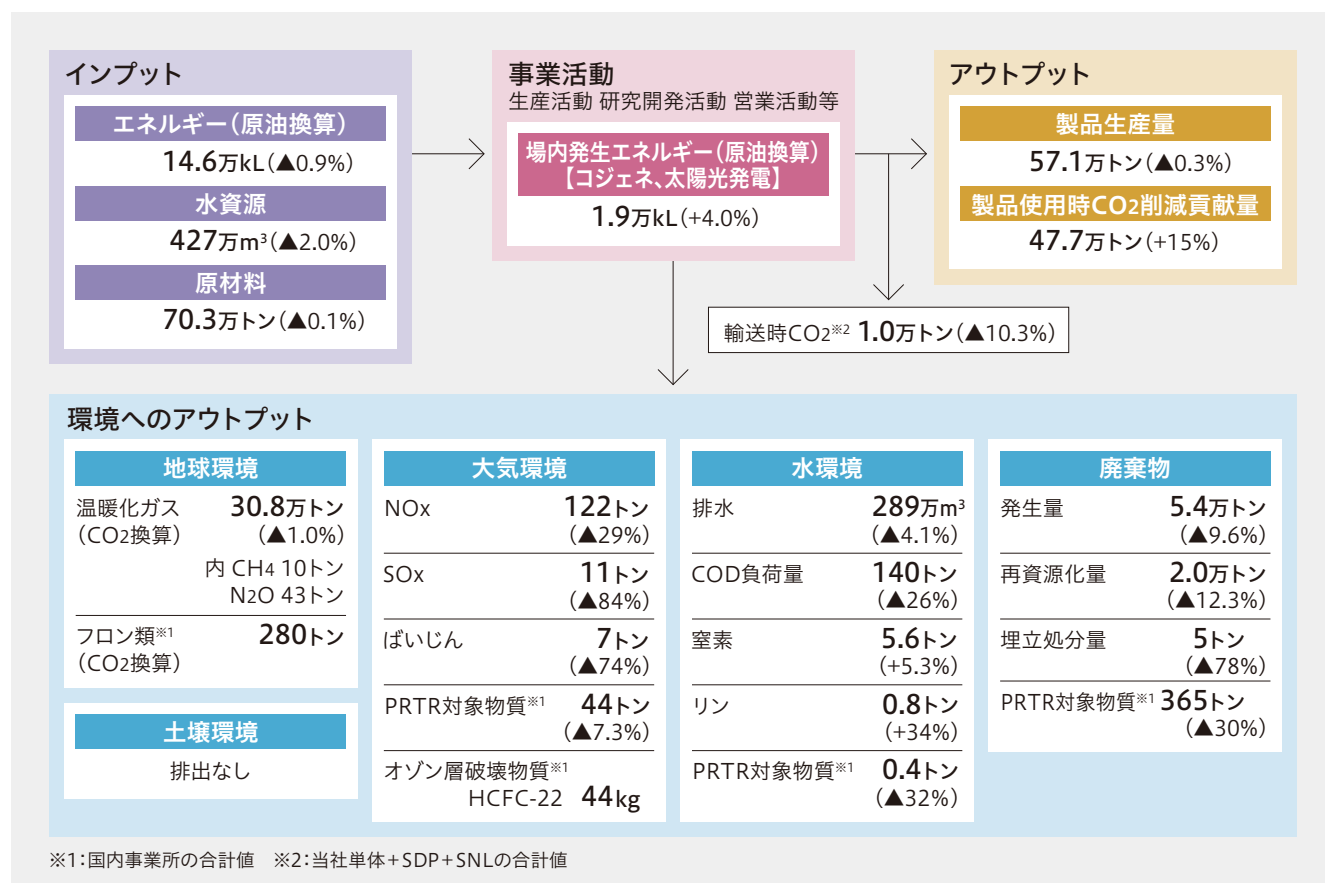 インプット
エネルギー（原油換算）
14.6万kL（▲0.9%）
水資源
427万m³（▲2.0%）
原材料
70.3万トン（▲0.1%）
事業活動
生産活動 研究開発活動 営業活動等
場内発生エネルギー（原油換算）
【コジェネ、太陽光発電】
1.9万kL（+4.0%）
アウトプット
製品生産量
57.1万トン（▲0.3%）
製品使用時CO2削減貢献量
47.7万トン（+15%）
輸送時CO2※2 1.0万トン（▲10.3%）
環境へのアウトプット
地球環境
温暖化ガス 30.8万トン
（CO2換算） （▲1.0%）
内 CH4 10トン
N2O 43トン
フロン類※1 280トン
（CO2換算）
土壌環境
排出なし
大気環境
NOx 122トン
（▲29%）
SOx 11トン
（▲84%）
ばいじん 7トン
（▲74%）
PRTR対象物質※1 44トン
（▲7.3%）
オゾン層破壊物質※1
HCFC-22 44kg
水環境
排水 289万m³
（▲4.1%）
COD負荷量 140トン
（▲26%）
窒素 5.6トン
（+5.3%）
リン 0.8トン
（+34%）
PRTR対象物質※1 0.4トン
（▲32%）
廃棄物
発生量 5.4万トン
（▲9.6%）
再資源化量 2.0万トン
（▲12.3%）
埋立処分量 5トン
（▲78%）
PRTR対象物質※1 365トン
（▲30%）
※1：国内事業所の合計値 ※2：当社単体＋SDP＋SNLの合計値